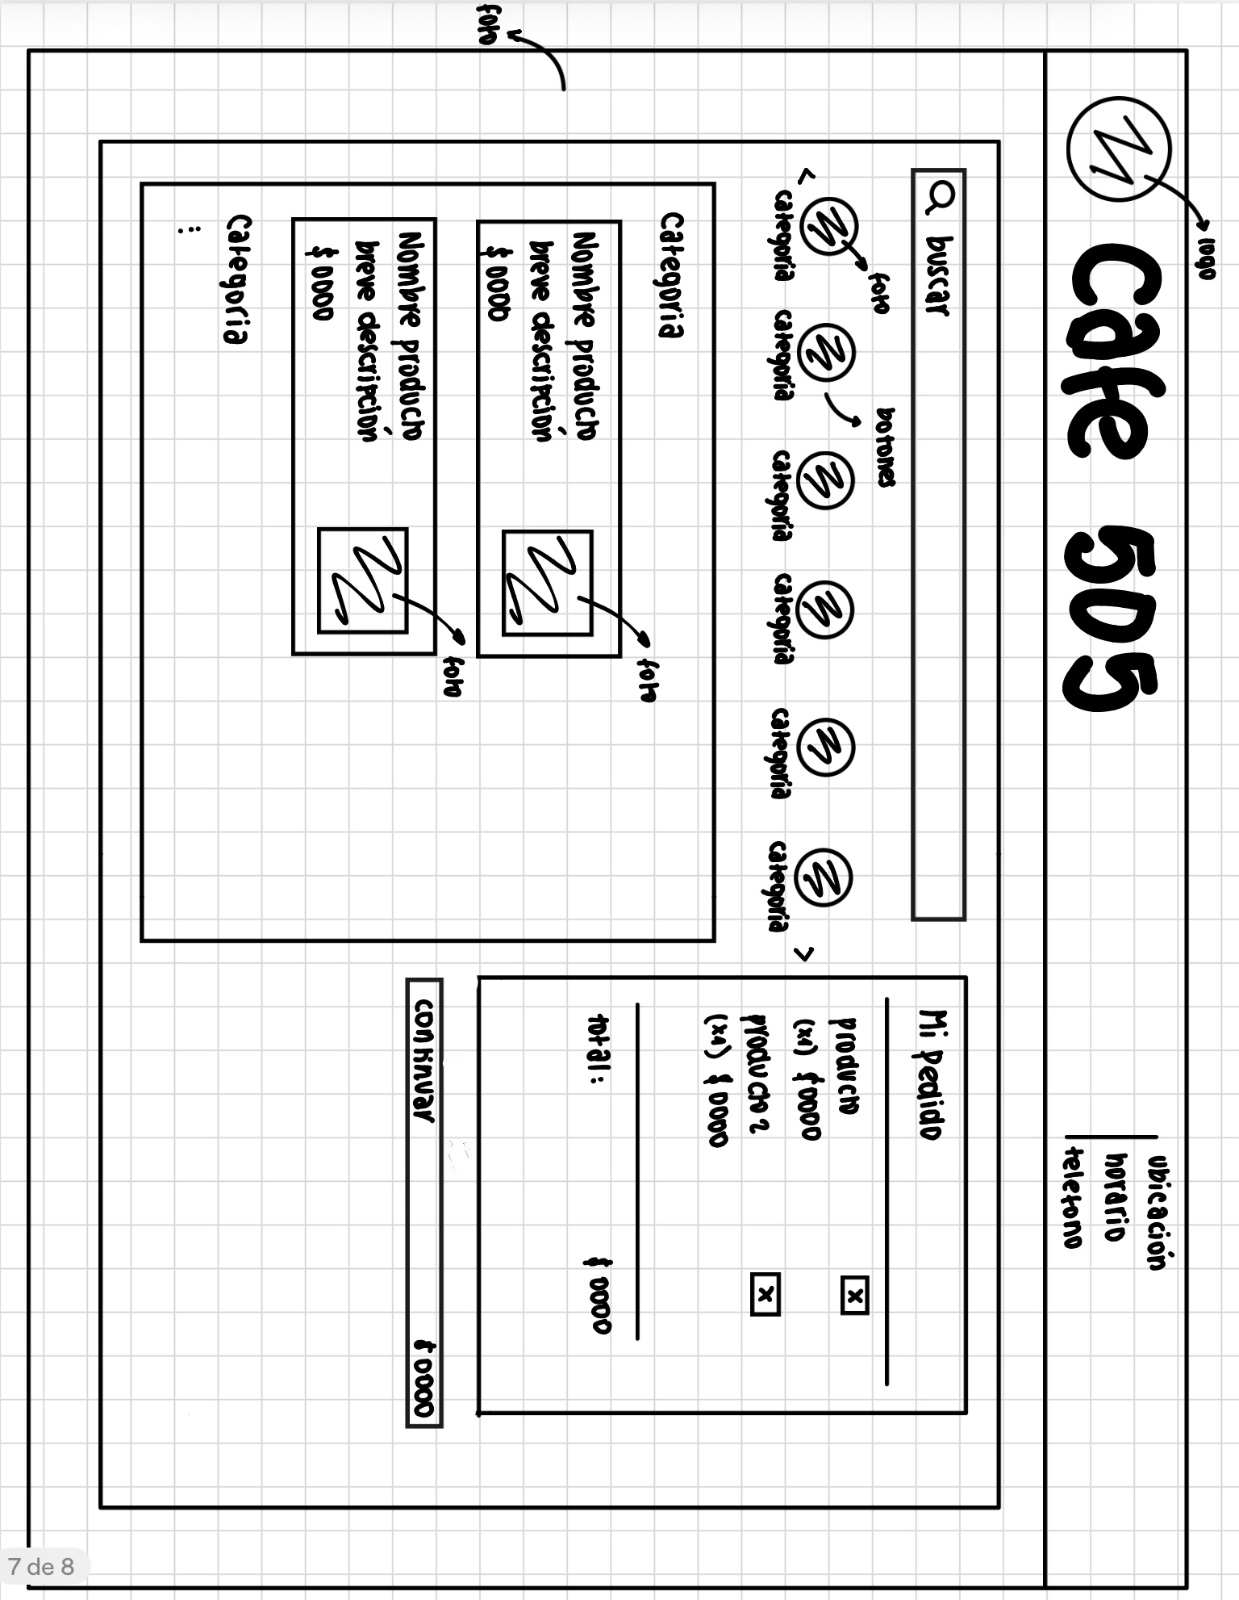 logo
Cafe 505
ubicación
horario
telefono
foto
buscar
foto
botones
<
categoria
categoria
categoria
categoria
categoria
categoria
>
Categoria
Nombre producto
breve descripción
$0000
foto
Nombre producto
breve descripción
$0000
foto
Categoria
...
Mi pedido
producto
(x1) $0000
x
producto 2
(x1) $0000
x
total:
$0000
continuar
$0000
7 de 8